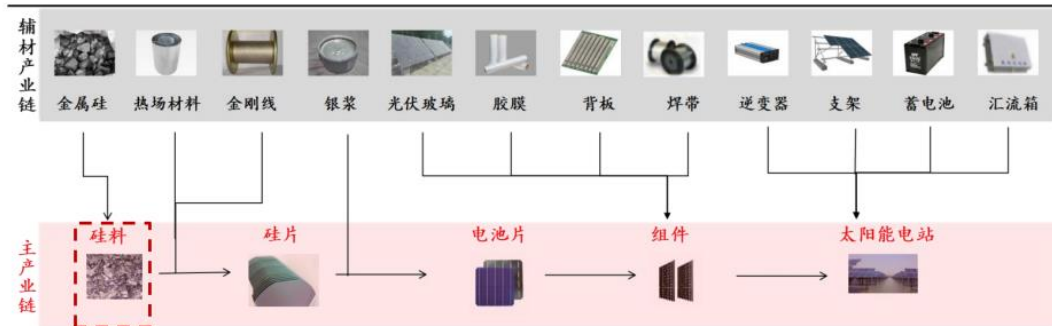 辅材产业链
金属硅 热场材料 金刚线 银浆 光伏玻璃 胶膜 背板 焊带 逆变器 支架 蓄电池 汇流箱
主产业链
硅料 硅片 电池片 组件 太阳能电站